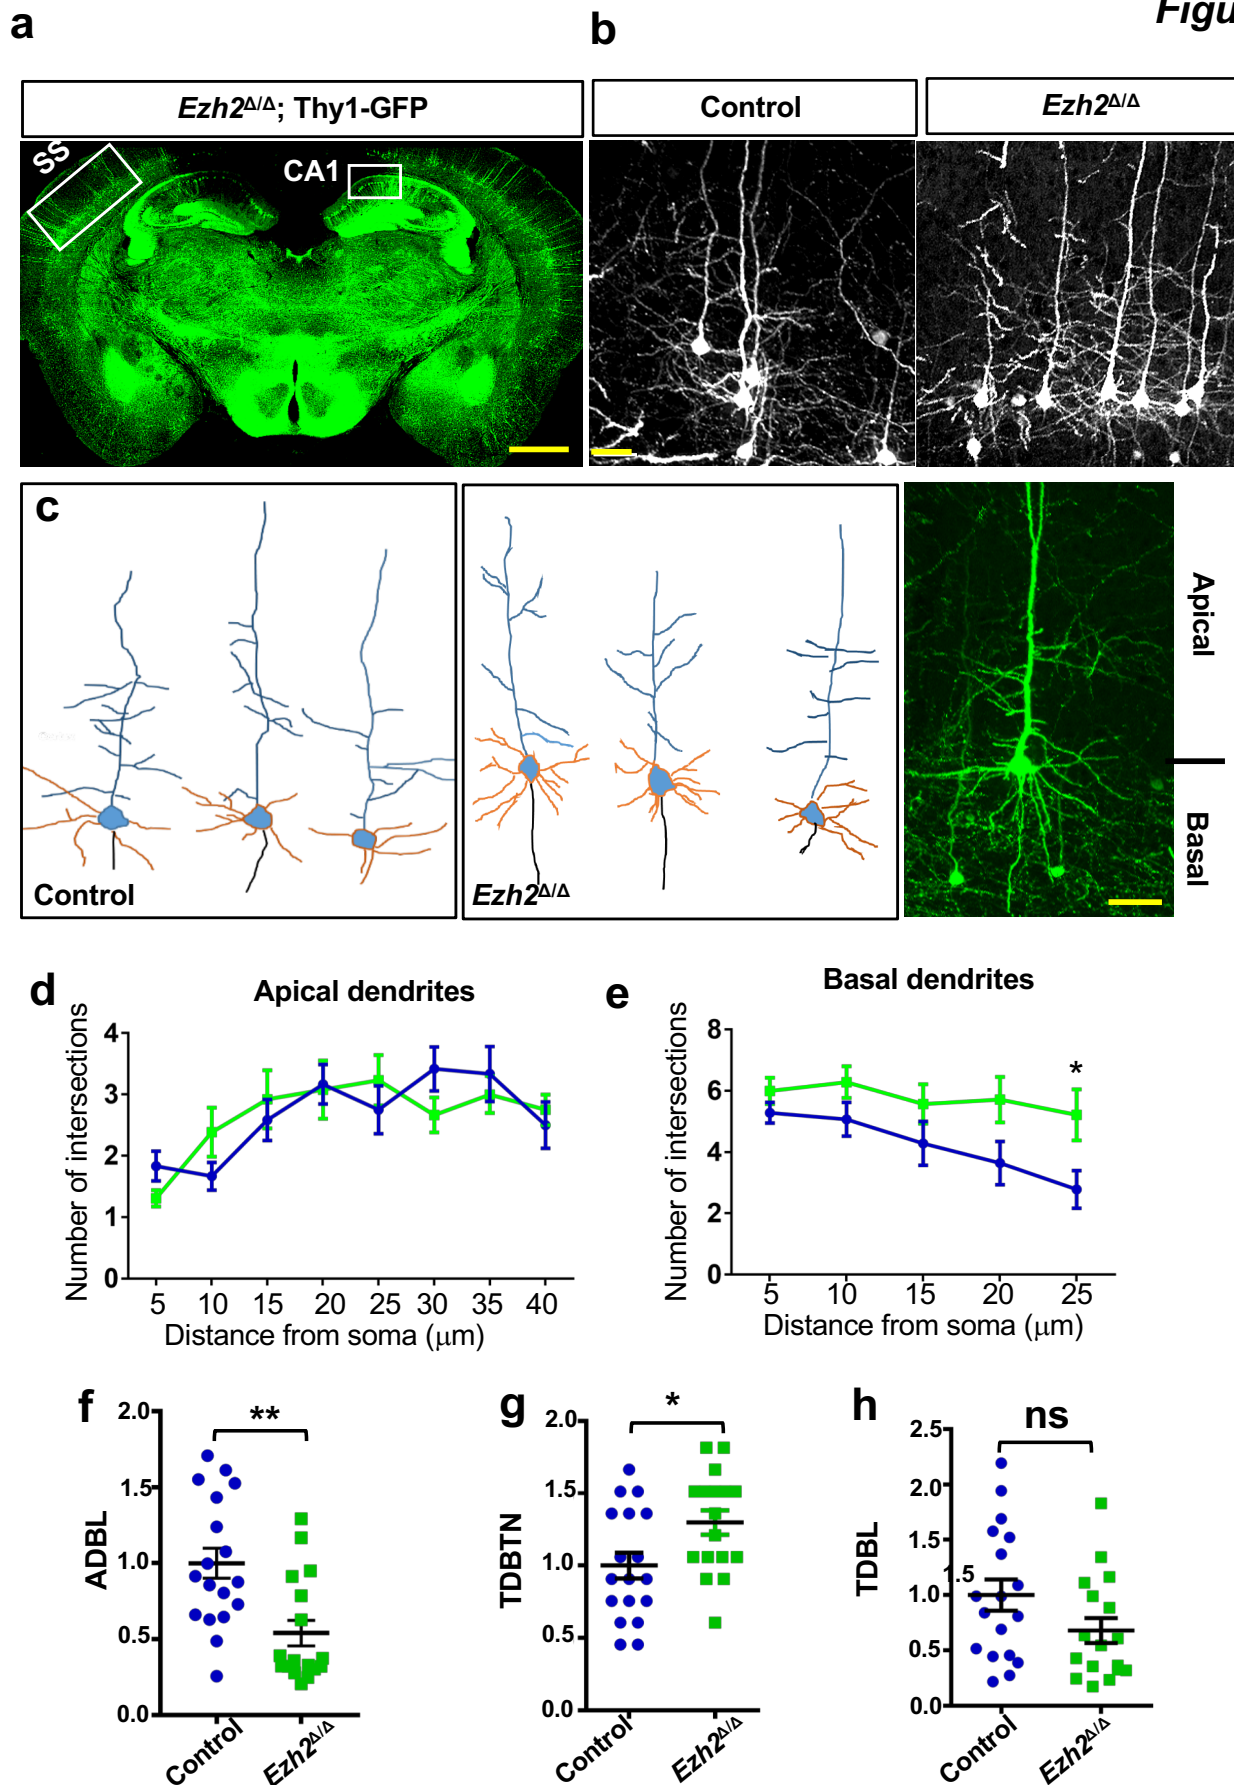 Figu
a
b
Ezh2Δ/Δ; Thy1-GFP
Control
Ezh2Δ/Δ
SS
CA1
c
Control
Ezh2Δ/Δ
Apical
Basal
d
Apical dendrites
Number of intersections
4
3
2
1
0
5 10 15 20 25 30 35 40
Distance from soma (μm)
e
Basal dendrites
Number of intersections
8
6
4
2
0
*
5 10 15 20 25
Distance from soma (μm)
f
ADBL
2.0
1.5
1.0
0.5
0.0
**
Control
Ezh2Δ/Δ
g
TDBTN
2.0
1.5
1.0
0.5
0.0
*
Control
Ezh2Δ/Δ
h
TDBL
2.5
2.0
1.5
1.5
1.0
0.5
0.0
ns
Control
Ezh2Δ/Δ